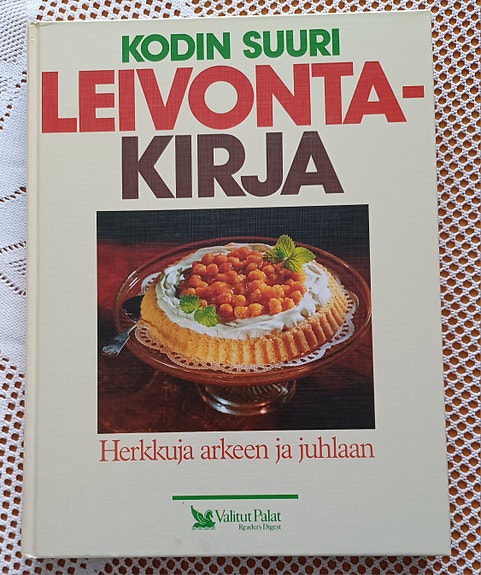 KODIN SUURI
LEIVONTA-
KIRJA
Herkkuja arkeen ja juhlaan
Valitut Palat
Reader's Digest